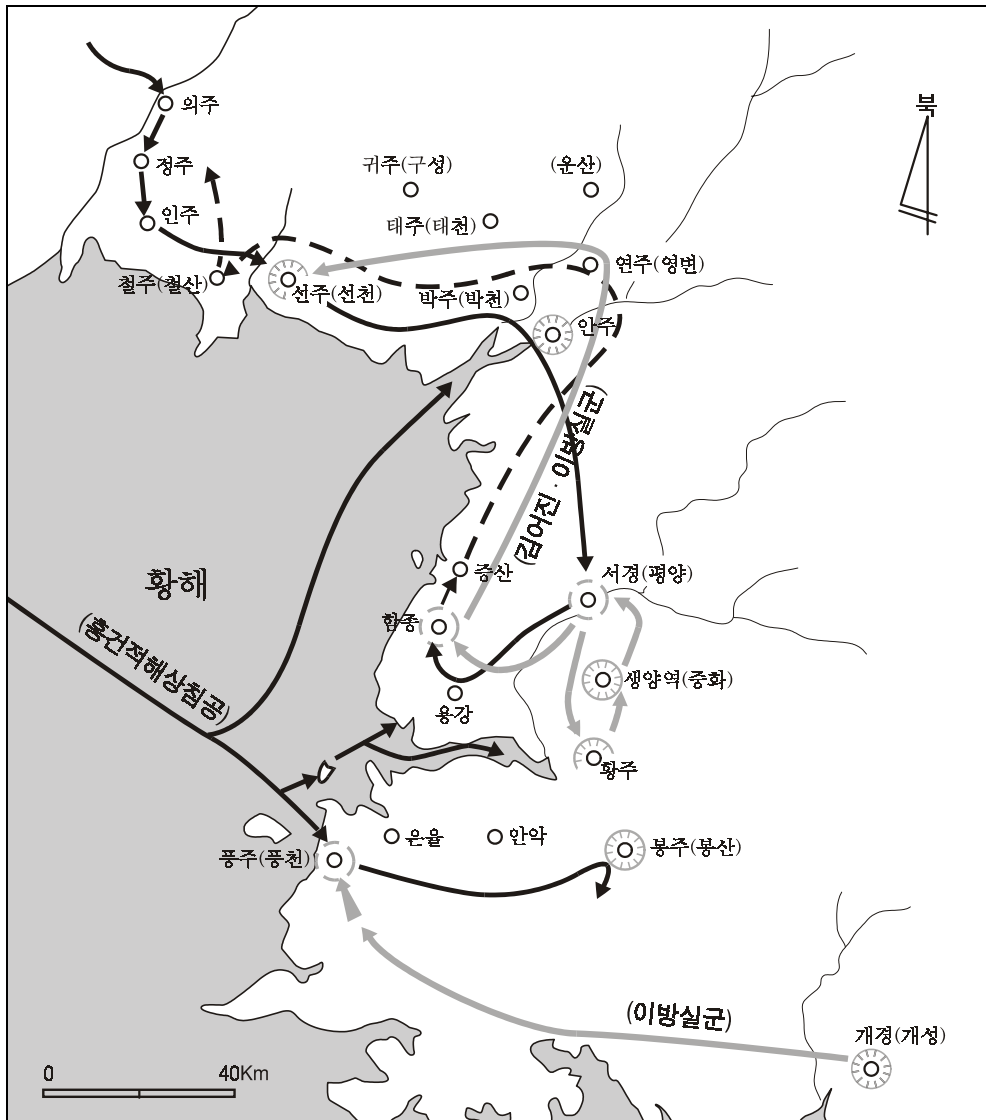 북
의주
정주
인주
귀주(구성)
(운산)
태주(태천)
철주(철산)
선주(선천)
박주(박천)
연주(영변)
안주
(김어진 · 이방실군)
황해
증산
서경(평양)
함종
(홍건적해상침공)
생양역(중화)
용강
황주
은율
안악
풍주(풍천)
봉주(봉산)
(이방실군)
개경(개성)
0 40Km